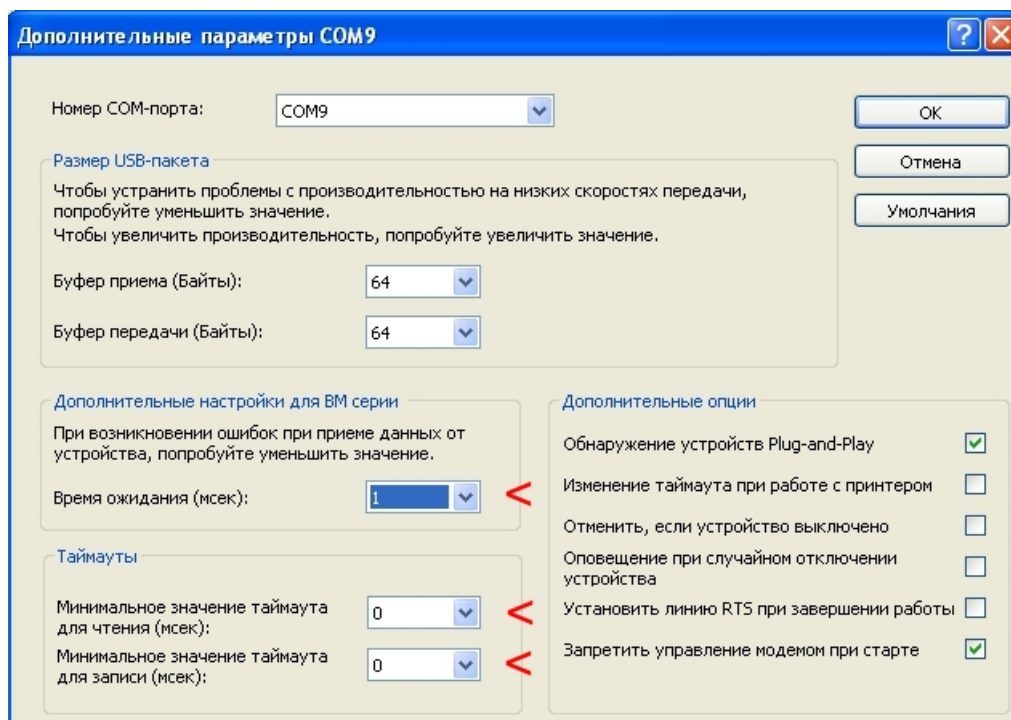 Дополнительные параметры COM9
Номер COM-порта:
COM9
OK
Отмена
Умолчания
Размер USB-пакета
Чтобы устранить проблемы с производительностью на низких скоростях передачи,
попробуйте уменьшить значение.
Чтобы увеличить производительность, попробуйте увеличить значение.
Буфер приема (Байты):
64
Буфер передачи (Байты):
64
Дополнительные настройки для BM серии
При возникновении ошибок при приеме данных от
устройства, попробуйте уменьшить значение.
Время ожидания (мсек):
1
<
Таймауты
Минимальное значение таймаута
для чтения (мсек):
0
<
Минимальное значение таймаута
для записи (мсек):
0
<
Дополнительные опции
Обнаружение устройств Plug-and-Play
Изменение таймаута при работе с принтером
Отменить, если устройство выключено
Оповещение при случайном отключении
устройства
Установить линию RTS при завершении работы
Запретить управление модемом при старте